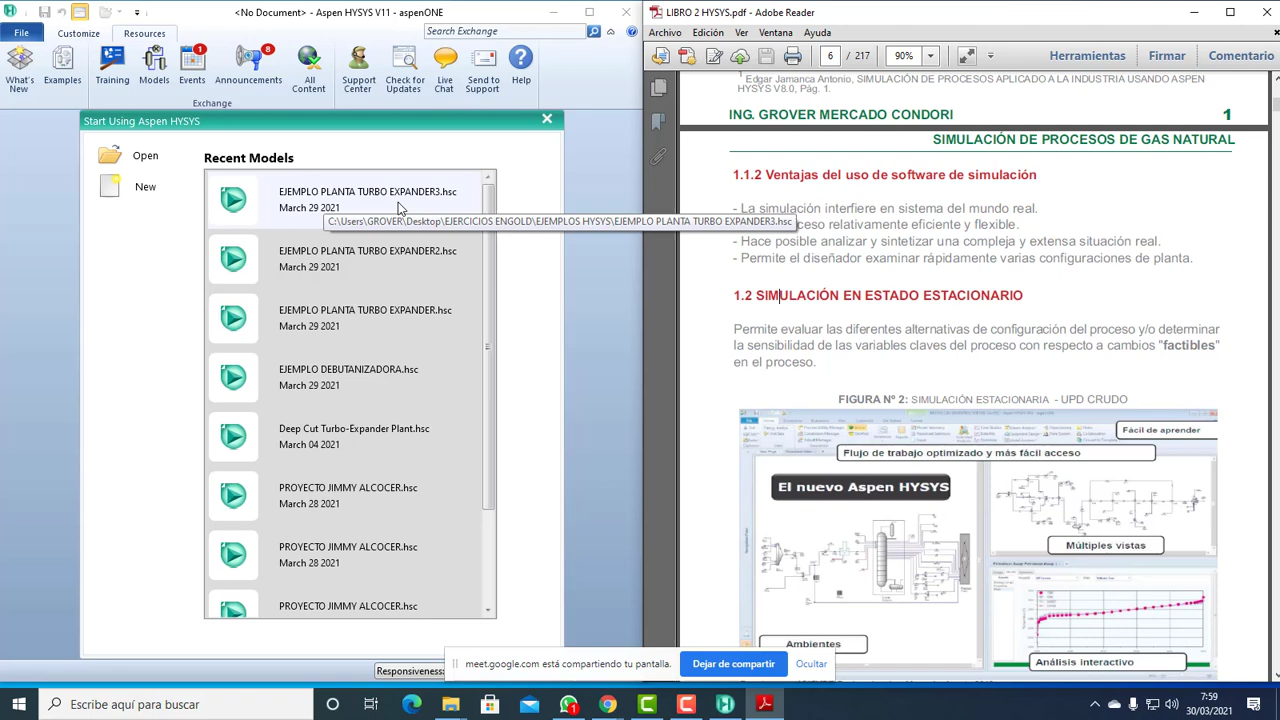 <No Document> - Aspen HYSYS V11 - aspenONE
File
Customize
Resources
Search Exchange
What's New
Examples
Training
Models
1
Events
8
Announcements
All Content
Support Center
Check for Updates
Live Chat
Send to Support
Help
Exchange
Start Using Aspen HYSYS
Open
New
Recent Models
EJEMPLO PLANTA TURBO EXPANDER3.hsc
March 29 2021
C:\Users\GROVER\Desktop\EJERCICIOS ENGOLD\EJEMPLOS HYSYS\EJEMPLO PLANTA TURBO EXPANDER3.hsc
EJEMPLO PLANTA TURBO EXPANDER2.hsc
March 29 2021
EJEMPLO PLANTA TURBO EXPANDER.hsc
March 29 2021
EJEMPLO DEBUTANIZADORA.hsc
March 29 2021
Deep Cut Turbo-Expander Plant.hsc
March 04 2021
PROYECTO JIMMY ALCOCER.hsc
March 28 2021
PROYECTO JIMMY ALCOCER.hsc
March 28 2021
PROYECTO JIMMY ALCOCER.hsc
Responsiveness
LIBRO 2 HYSYS.pdf - Adobe Reader
Archivo Edición Ver Ventana Ayuda
6 / 217
90%
Herramientas
Firmar
Comentario
1 Edgar Jamanca Antonio, SIMULACIÓN DE PROCESOS APLICADO A LA INDUSTRIA USANDO ASPEN
HYSYS V8.0, Pág. 1.
ING. GROVER MERCADO CONDORI 1
SIMULACIÓN DE PROCESOS DE GAS NATURAL
1.1.2 Ventajas del uso de software de simulación
- La simulación interfiere en sistema del mundo real.
ceso relativamente eficiente y flexible.
- Hace posible analizar y sintetizar una compleja y extensa situación real.
- Permite el diseñador examinar rápidamente varias configuraciones de planta.
1.2 SIMULACIÓN EN ESTADO ESTACIONARIO
Permite evaluar las diferentes alternativas de configuración del proceso y/o determinar
la sensibilidad de las variables claves del proceso con respecto a cambios "factibles"
en el proceso.
FIGURA Nº 2: SIMULACIÓN ESTACIONARIA - UPD CRUDO
Fácil de aprender
Flujo de trabajo optimizado y más fácil acceso
El nuevo Aspen HYSYS
Múltiples vistas
Ambientes
Análisis interactivo
meet.google.com está compartiendo tu pantalla.
Dejar de compartir
Ocultar
Escribe aquí para buscar
1
7:59
30/03/2021